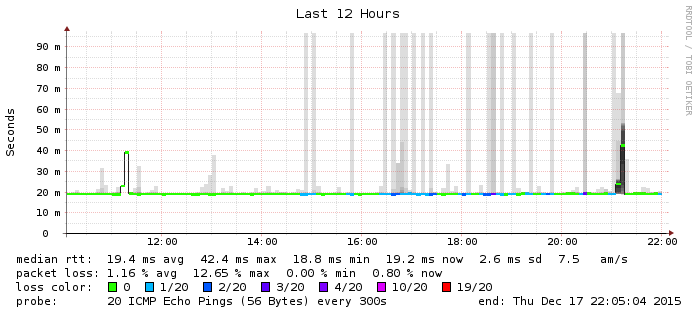 Last 12 Hours
RRDTOOL / TOBI OETIKER
Seconds
90 m
80 m
70 m
60 m
50 m
40 m
30 m
20 m
10 m
0
12:00 14:00 16:00 18:00 20:00 22:00
median rtt: 19.4 ms avg 42.4 ms max 18.8 ms min 19.2 ms now 2.6 ms sd 7.5 am/s
packet loss: 1.16 % avg 12.65 % max 0.00 % min 0.80 % now
loss color: 0 1/20 2/20 3/20 4/20 10/20 19/20
probe: 20 ICMP Echo Pings (56 Bytes) every 300s end: Thu Dec 17 22:05:04 2015